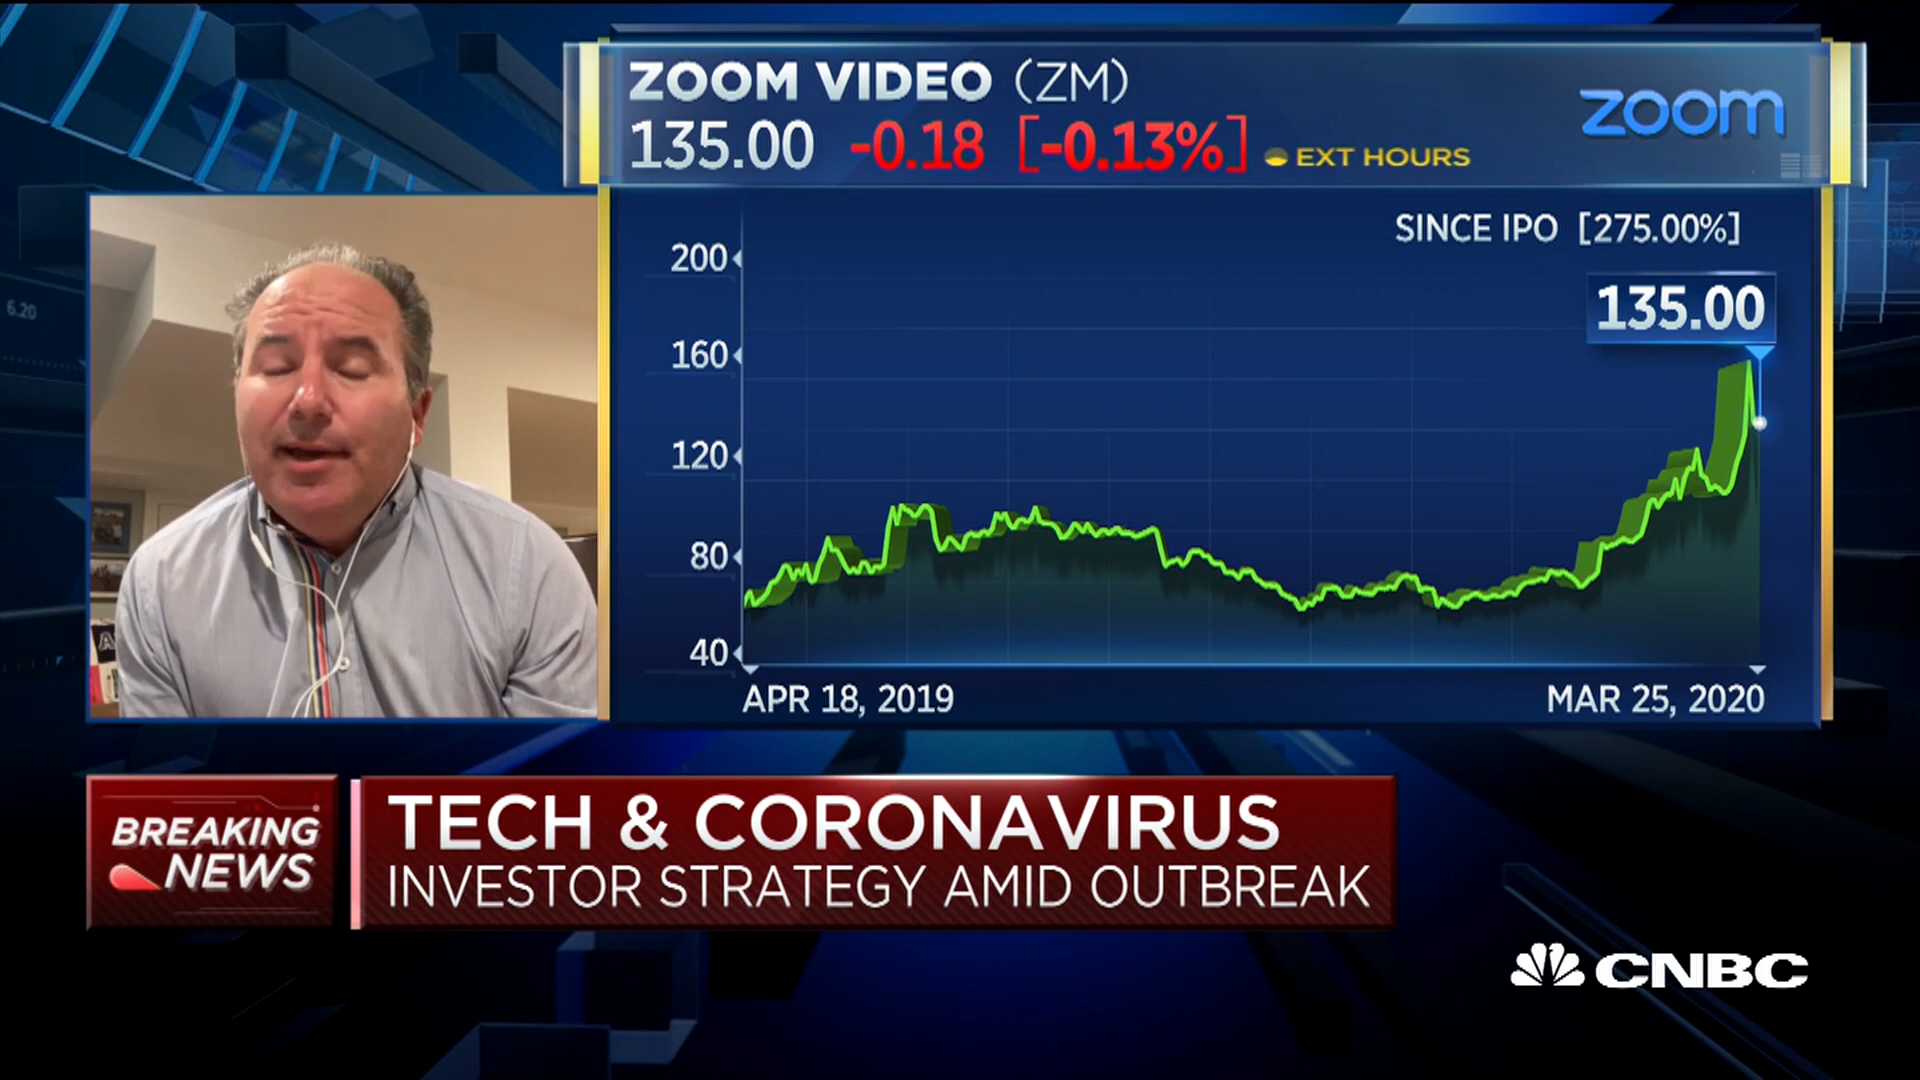 ZOOM VIDEO (ZM)
135.00 -0.18 [-0.13%] EXT HOURS
zoom
SINCE IPO [275.00%]
135.00
200
160
120
80
40
APR 18, 2019
MAR 25, 2020
6.20
BREAKING NEWS
TECH & CORONAVIRUS
INVESTOR STRATEGY AMID OUTBREAK
CNBC